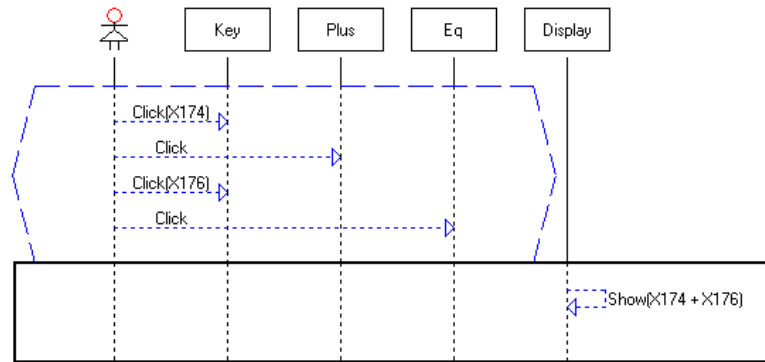 Key Plus Eq Display
Click(X174)
Click
Click(X176)
Click
Show(X174 + X176)